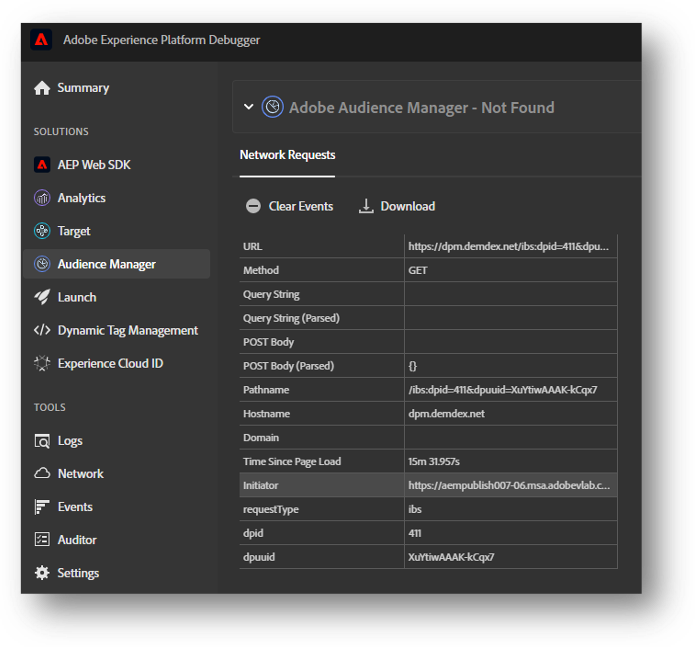 Adobe Experience Platform Debugger
Summary
SOLUTIONS
AEP Web SDK
Analytics
Target
Audience Manager
Launch
Dynamic Tag Management
Experience Cloud ID
TOOLS
Logs
Network
Events
Auditor
Settings
Adobe Audience Manager - Not Found
Network Requests
Clear Events Download
URL https://dpm.demdex.net/ibs:dpid=411&dpu...
Method GET
Query String
Query String (Parsed)
POST Body
POST Body (Parsed) {}
Pathname /ibs:dpid=411&dpuuid=XuYtiwAAAK-kCqx7
Hostname dpm.demdex.net
Domain
Time Since Page Load 15m 31.957s
Initiator https://aempublish007-06.msa.adobevlab.c...
requestType ibs
dpid 411
dpuuid XuYtiwAAAK-kCqx7